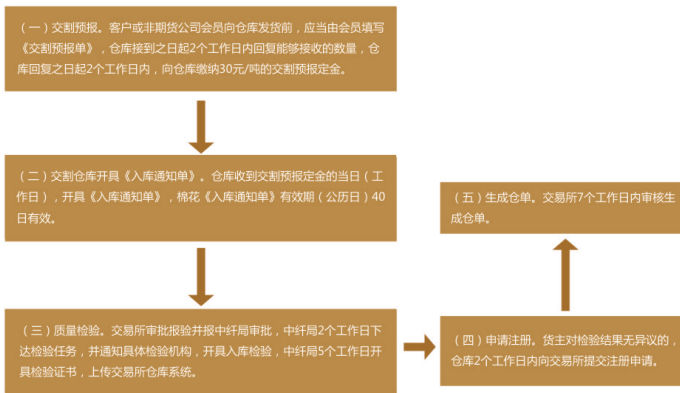 （一）交割预报。客户或非期货公司会员向仓库发货前，应当由会员填写
《交割预报单》，仓库接到之日起2个工作日内回复能够接收的数量，仓
库回复之日起2个工作日内，向仓库缴纳30元/吨的交割预报定金。
（二）交割仓库开具《入库通知单》。仓库收到交割预报定金的当日（工
作日），开具《入库通知单》，棉花《入库通知单》有效期（公历日）40
日有效。
（三）质量检验。交易所审批报验并报中纤局审批，中纤局2个工作日下
达检验任务，并通知具体检验机构，开具入库检验，中纤局5个工作日开
具检验证书，上传交易所仓库系统。
（四）申请注册。货主对检验结果无异议的，
仓库2个工作日内向交易所提交注册申请。
（五）生成仓单。交易所7个工作日内审核生
成仓单。